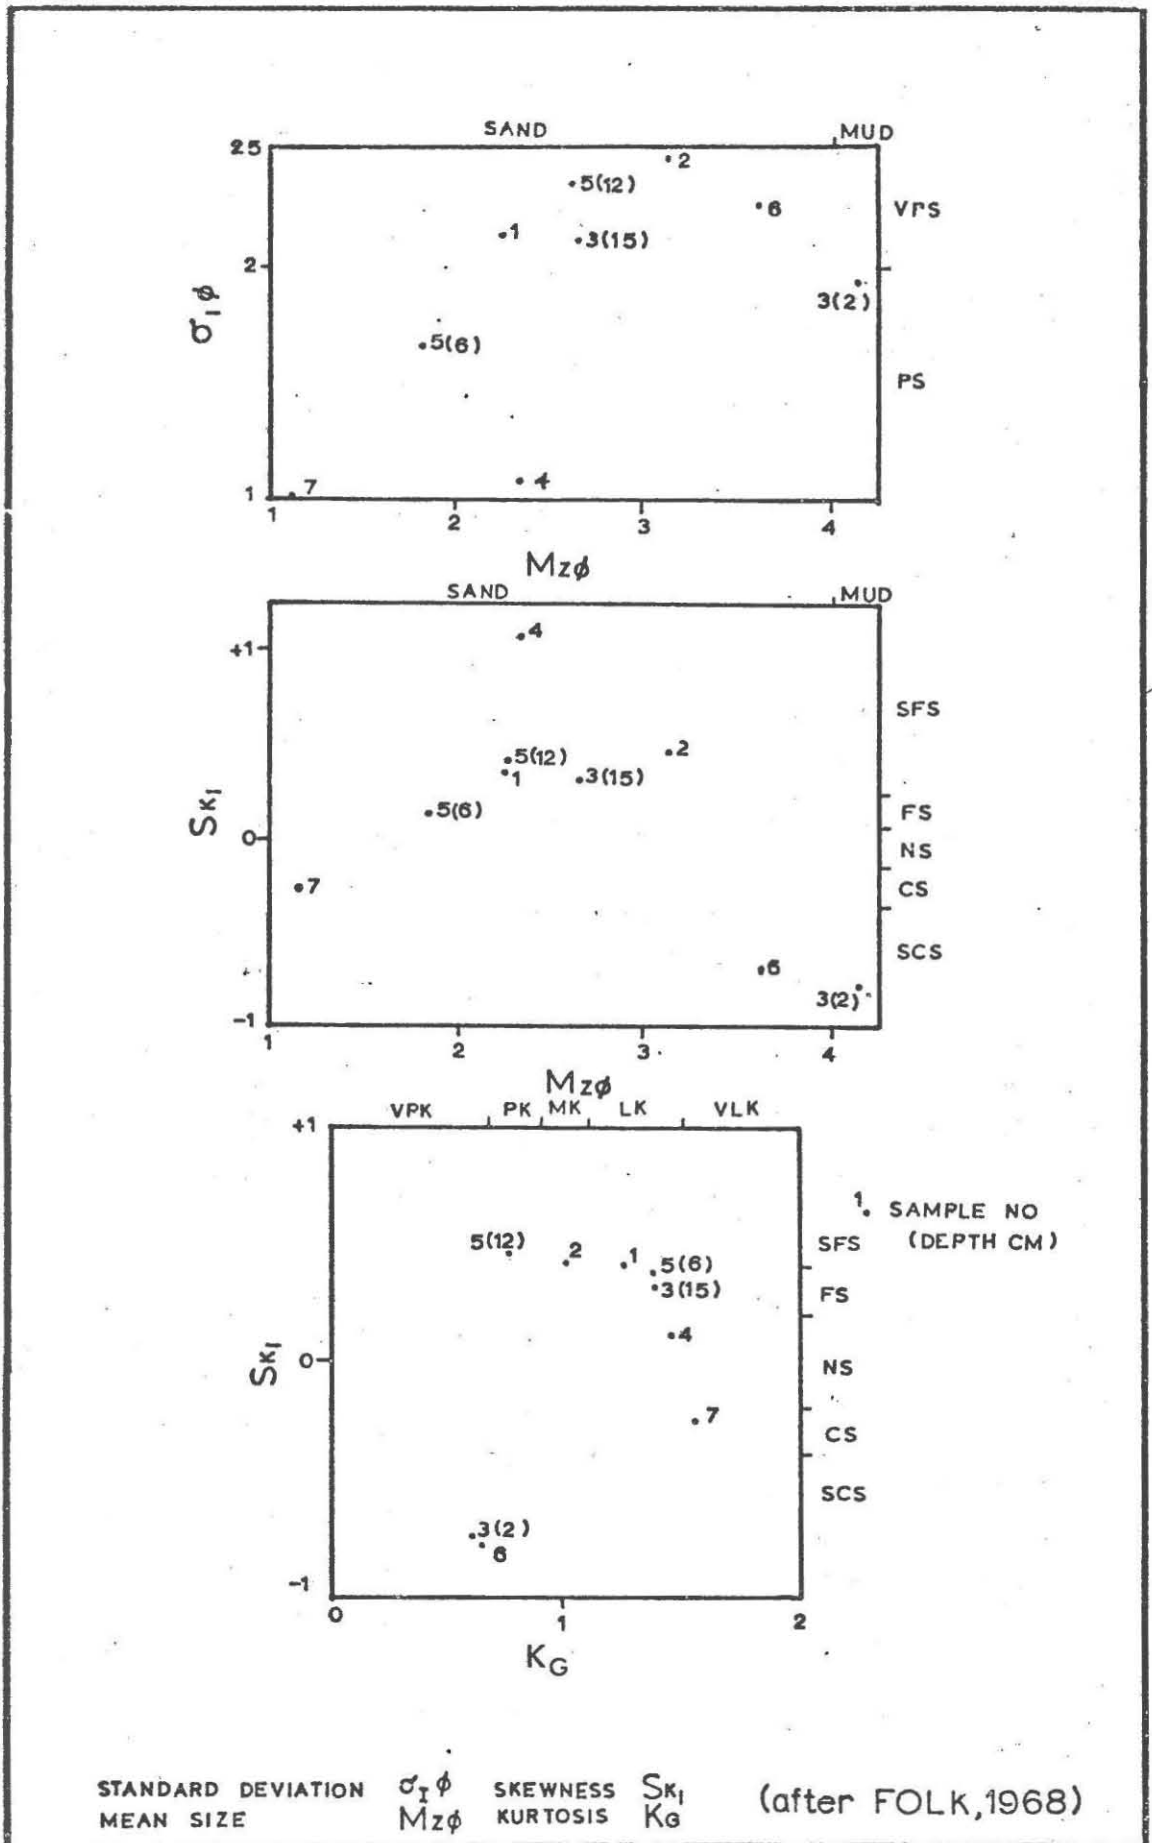 SAND MUD
25
2
5(12)
6
VPS
1
3(15)
2
3(2)
σI φ
5(6)
PS
4
7
1
1 2 3 4
Mzφ
SAND MUD
4
+1
SFS
2
5(12)
1
3(15)
5(6)
FS
SKI
0
NS
7
CS
SCS
6
3(2)
-1
1 2 3 4
Mzφ
VPK PK MK LK VLK
+1
1 SAMPLE NO
(DEPTH CM)
5(12) 2 1
SFS
5(6)
3(15)
FS
4
SKI
0
NS
7
CS
SCS
3(2)
6
-1
0 1 2
KG
STANDARD DEVIATION σI φ SKEWNESS SKI (after FOLK,1968)
MEAN SIZE Mzφ KURTOSIS KG